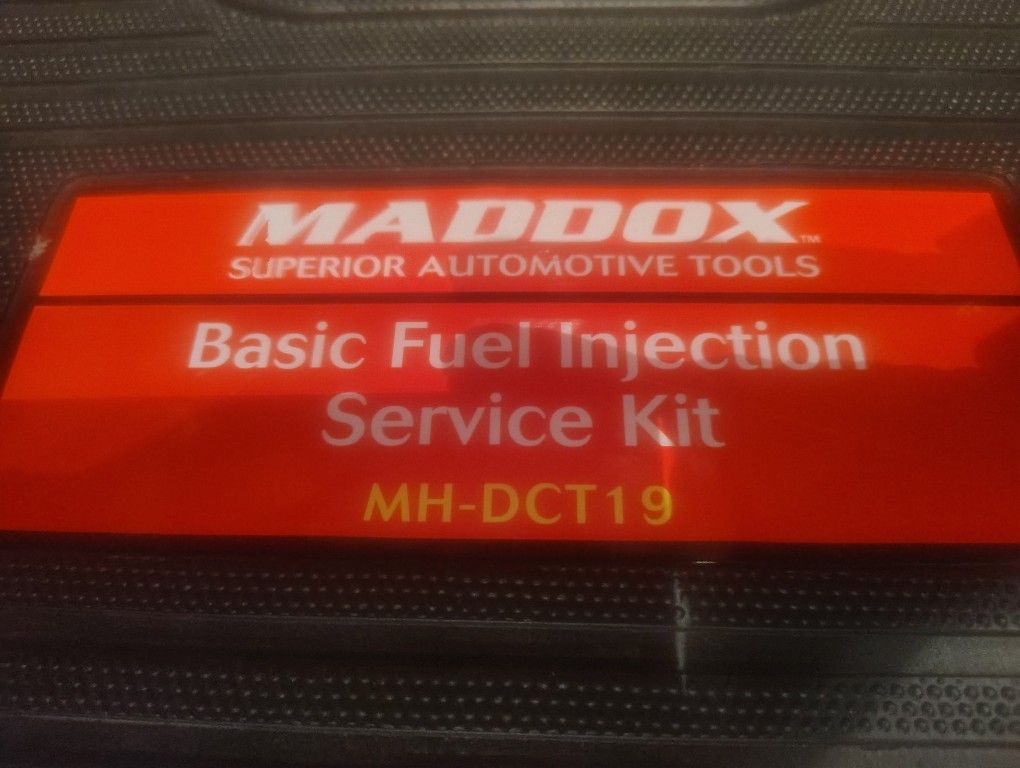 MADDOX™
SUPERIOR AUTOMOTIVE TOOLS
Basic Fuel Injection
Service Kit
MH-DCT19